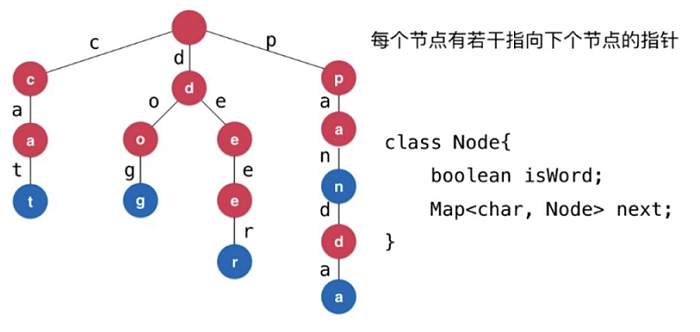 c d p
每个节点有若干指向下个节点的指针
c d p
a o e a
a o e a
t g e n
class Node{
t g e n
boolean isWord;
r d
Map<char, Node> next;
r d
}
a
a